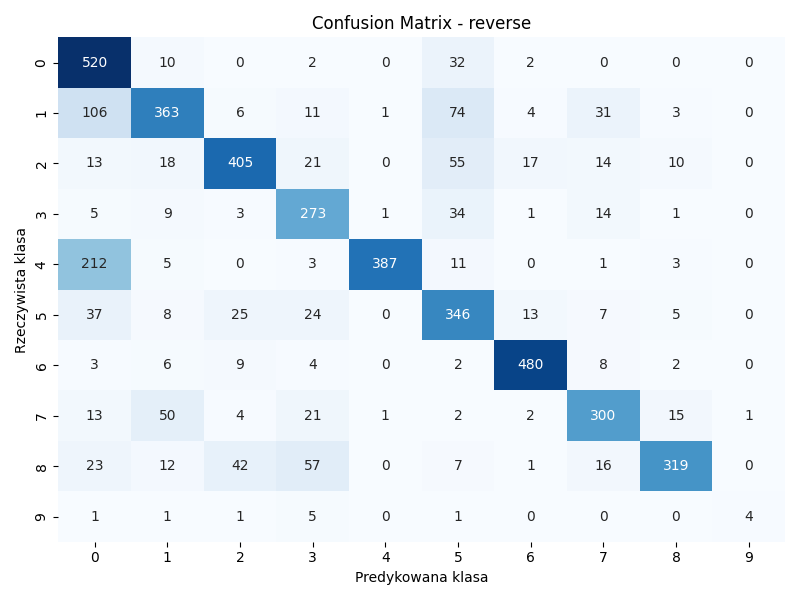 Confusion Matrix - reverse
Rzeczywista klasa
0 520 10 0 2 0 32 2 0 0 0
1 106 363 6 11 1 74 4 31 3 0
2 13 18 405 21 0 55 17 14 10 0
3 5 9 3 273 1 34 1 14 1 0
4 212 5 0 3 387 11 0 1 3 0
5 37 8 25 24 0 346 13 7 5 0
6 3 6 9 4 0 2 480 8 2 0
7 13 50 4 21 1 2 2 300 15 1
8 23 12 42 57 0 7 1 16 319 0
9 1 1 1 5 0 1 0 0 0 4
0 1 2 3 4 5 6 7 8 9
Predykowana klasa